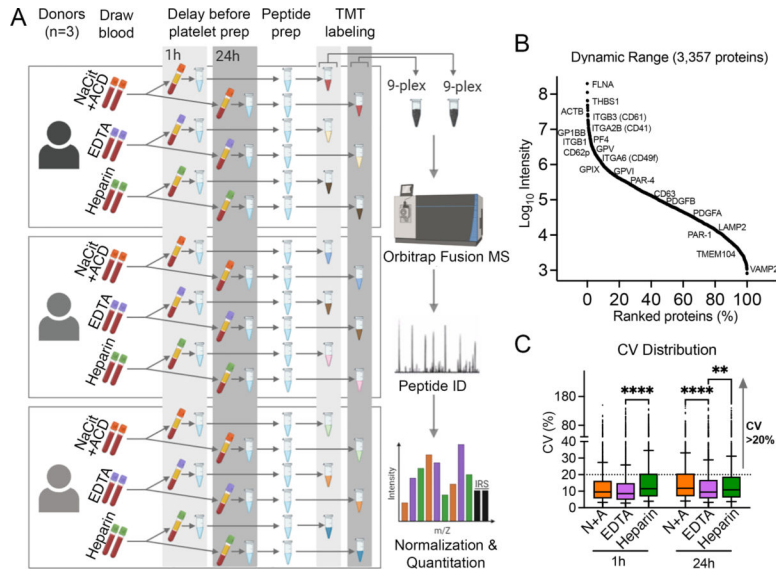 A
Donors
(n=3)
Draw
blood
Delay before
platelet prep
Peptide
prep
TMT
labeling
1h
24h
NaCit
+ACD
EDTA
Heparin
NaCit
+ACD
EDTA
Heparin
NaCit
+ACD
EDTA
Heparin
9-plex
9-plex
Orbitrap Fusion MS
Peptide ID
Intensity
IRS
m/Z
Normalization &
Quantitation
B
Dynamic Range (3,357 proteins)
Log10 Intensity
8
7
6
5
4
3
FLNA
THBS1
ACTB
ITGB3 (CD61)
ITGA2B (CD41)
GP1BB
PF4
ITGB1
GPV
CD62p
ITGA6 (CD49f)
GPIX
GPVI
PAR-4
CD63
PDGFB
PDGFA
LAMP2
PAR-1
TMEM104
VAMP2
0 20 40 60 80 100
Ranked proteins (%)
C
CV Distribution
CV (%)
180
80
40
30
20
10
0
****
****
**
CV
>20%
N+A
EDTA
Heparin
N+A
EDTA
Heparin
1h
24h